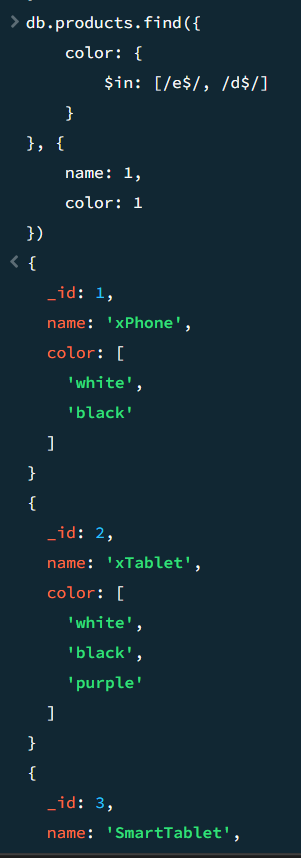 > db.products.find({
color: {
$in: [/e$/, /d$/]
}
}, {
name: 1,
color: 1
})
< {
_id: 1,
name: 'xPhone',
color: [
'white',
'black'
]
}
{
_id: 2,
name: 'xTablet',
color: [
'white',
'black',
'purple'
]
}
{
_id: 3,
name: 'SmartTablet',